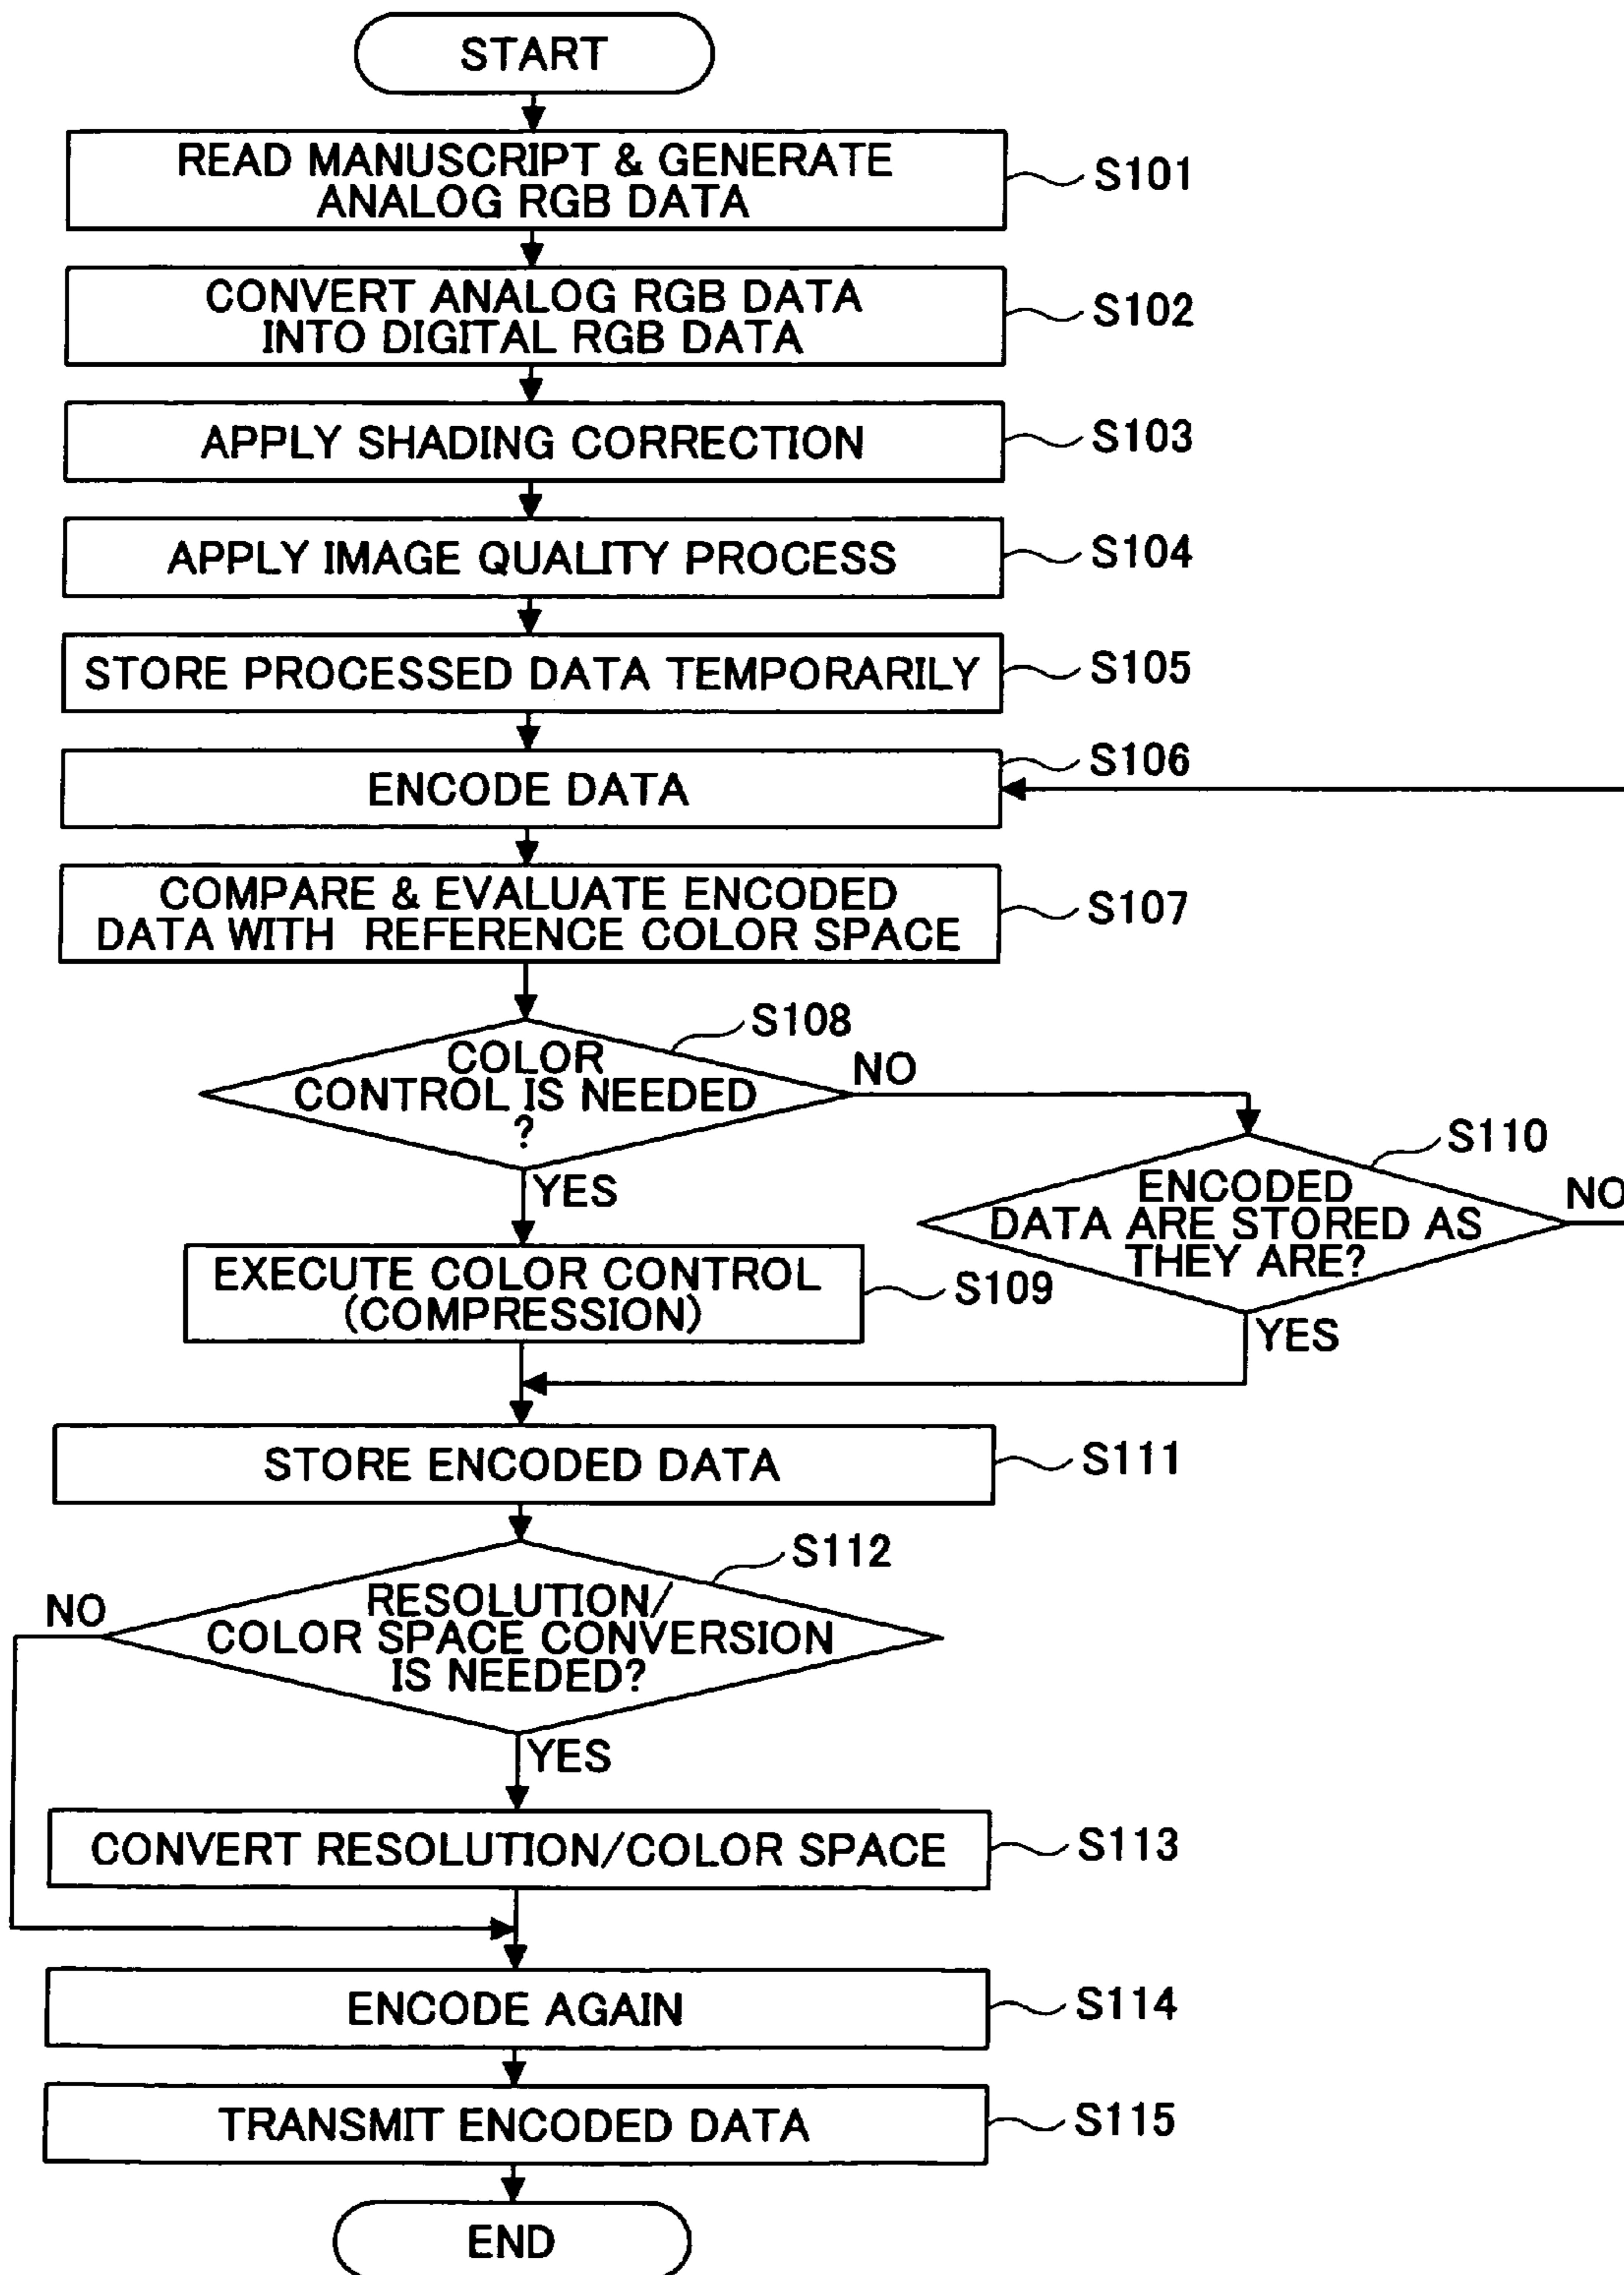 START
READ MANUSCRIPT & GENERATE
ANALOG RGB DATA
S101
CONVERT ANALOG RGB DATA
INTO DIGITAL RGB DATA
S102
APPLY SHADING CORRECTION
S103
APPLY IMAGE QUALITY PROCESS
S104
STORE PROCESSED DATA TEMPORARILY
S105
ENCODE DATA
S106
COMPARE & EVALUATE ENCODED
DATA WITH REFERENCE COLOR SPACE
S107
COLOR
CONTROL IS NEEDED
?
S108
NO
YES
EXECUTE COLOR CONTROL
(COMPRESSION)
S109
ENCODED
DATA ARE STORED AS
THEY ARE?
S110
NO
YES
STORE ENCODED DATA
S111
RESOLUTION/
COLOR SPACE CONVERSION
IS NEEDED?
S112
NO
YES
CONVERT RESOLUTION/COLOR SPACE
S113
ENCODE AGAIN
S114
TRANSMIT ENCODED DATA
S115
END